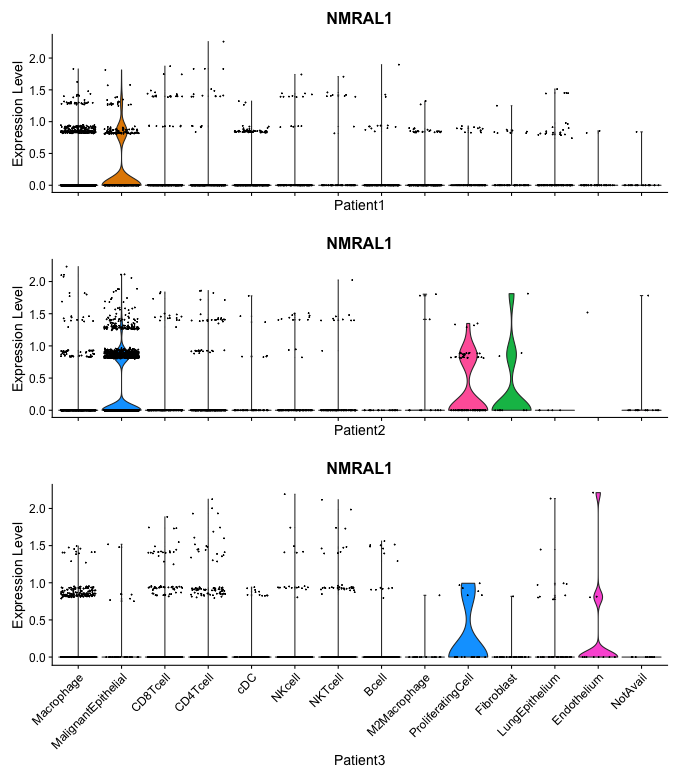 NMRAL1
Expression Level
2.0
1.5
1.0
0.5
0.0
Patient1
NMRAL1
Expression Level
2.0
1.5
1.0
0.5
0.0
Patient2
NMRAL1
Expression Level
2.0
1.5
1.0
0.5
0.0
Macrophage
MalignantEpithelial
CD8Tcell
CD4Tcell
cDC
NKcell
NKTcell
Bcell
M2Macrophage
ProliferatingCell
Fibroblast
LungEpithelium
Endothelium
NotAvail
Patient3